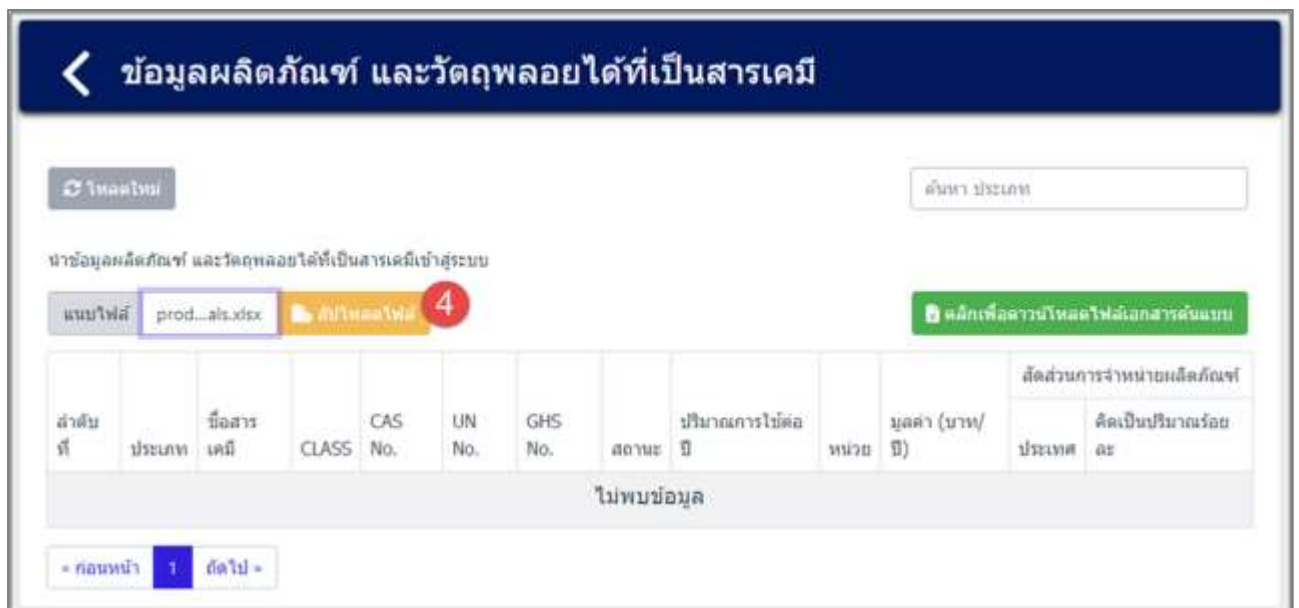 ข้อมูลผลิตภัณฑ์ และวัตถุพลอยได้ที่เป็นสารเคมี
โหลดใหม่
ค้นหา ประเภท
นำข้อมูลผลิตภัณฑ์ และวัตถุพลอยได้ที่เป็นสารเคมีเข้าสู่ระบบ
แนบไฟล์ prod...als.xlsx อัปโหลดไฟล์ 4
คลิกเพื่อดาวน์โหลดไฟล์เอกสารต้นแบบ
สัดส่วนการจำหน่ายผลิตภัณฑ์
ลำดับ ชื่อสาร CAS UN GHS ปริมาณการใช้ต่อ มูลค่า (บาท/ คิดเป็นปริมาณร้อย
ที่ ประเภท เคมี CLASS No. No. No. สถานะ ปี หน่วย ปี) ประเทศ ละ
ไม่พบข้อมูล
« ก่อนหน้า 1 ถัดไป »